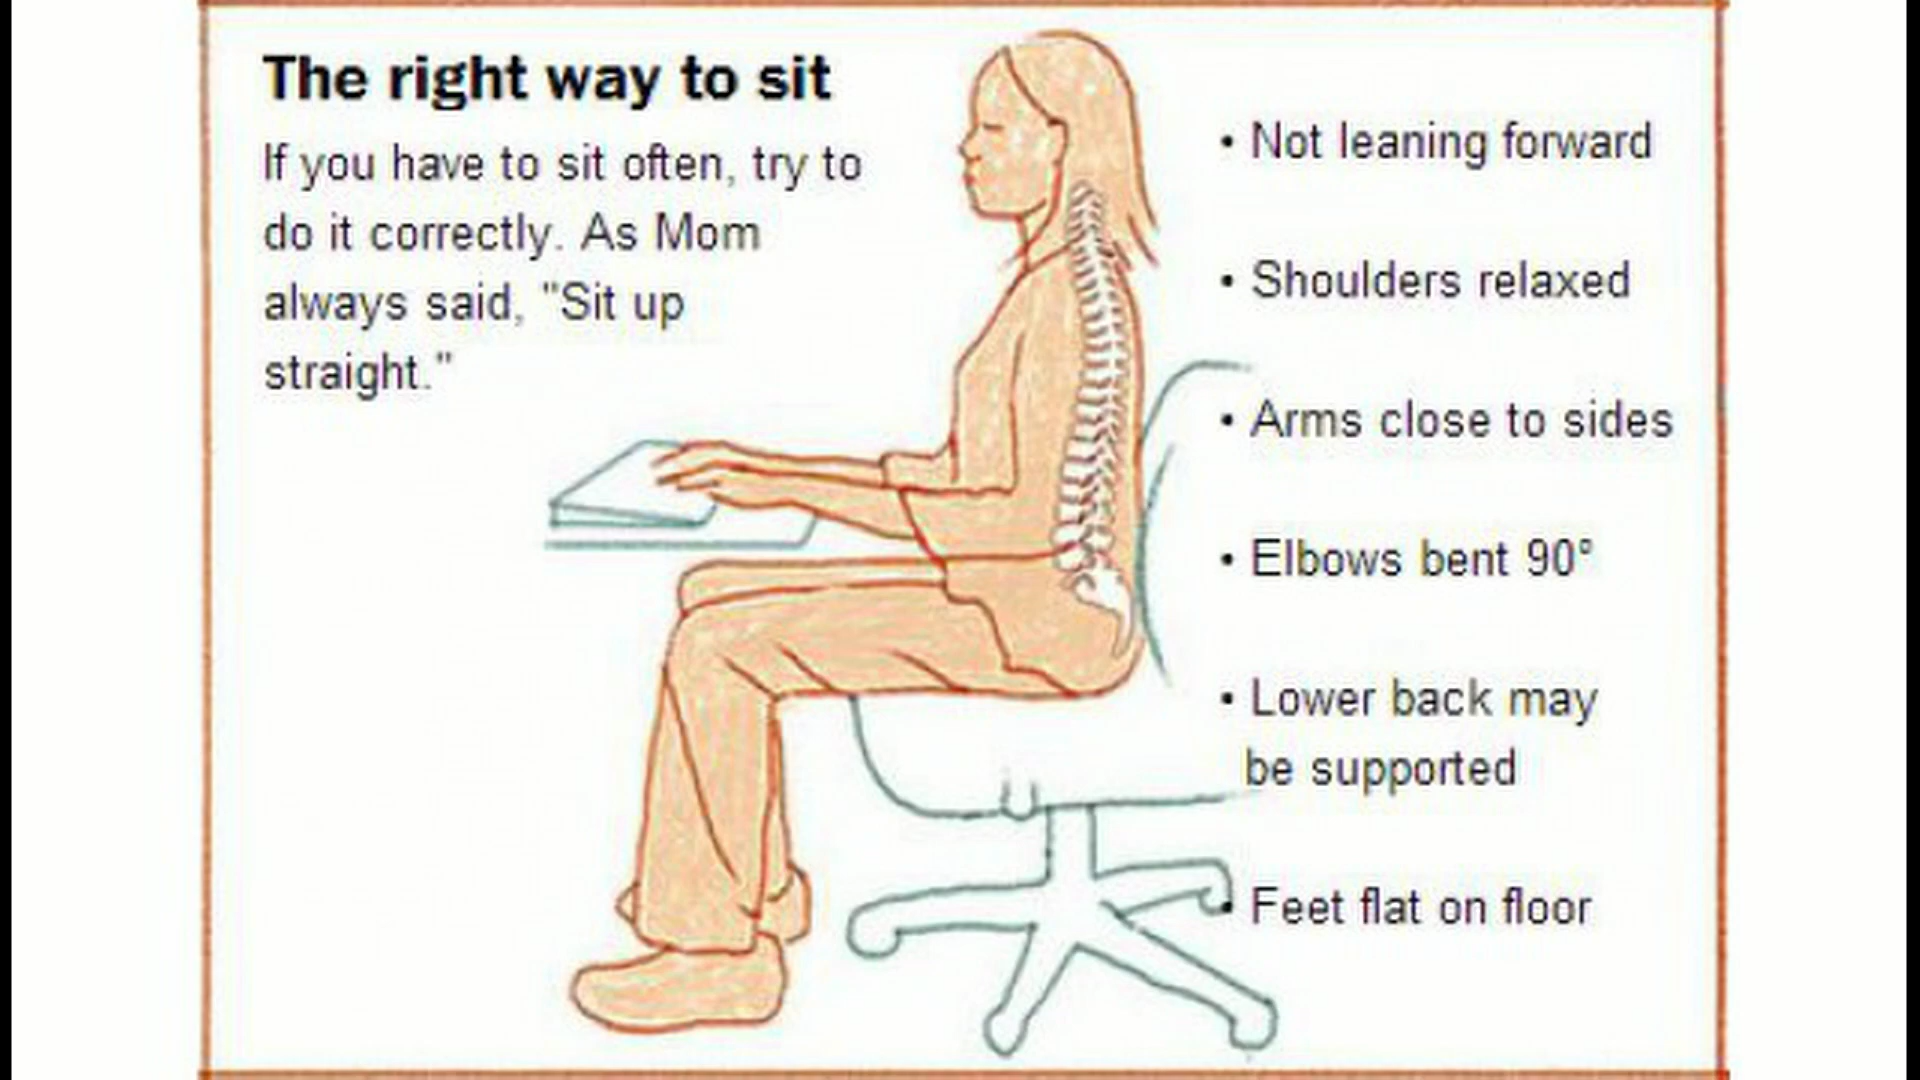 The right way to sit
If you have to sit often, try to
do it correctly. As Mom
always said, "Sit up
straight."
• Not leaning forward
• Shoulders relaxed
• Arms close to sides
• Elbows bent 90°
• Lower back may
be supported
• Feet flat on floor